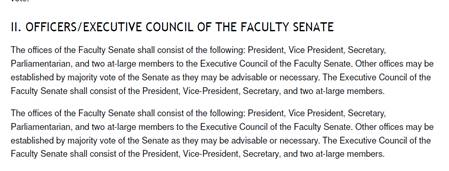 vote.
II. OFFICERS/EXECUTIVE COUNCIL OF THE FACULTY SENATE
The offices of the Faculty Senate shall consist of the following: President, Vice President, Secretary,
Parliamentarian, and two at-large members to the Executive Council of the Faculty Senate. Other offices may be
established by majority vote of the Senate as they may be advisable or necessary. The Executive Council of the
Faculty Senate shall consist of the President, Vice-President, Secretary, and two at-large members.
The offices of the Faculty Senate shall consist of the following: President, Vice President, Secretary,
Parliamentarian, and two at-large members to the Executive Council of the Faculty Senate. Other offices may be
established by majority vote of the Senate as they may be advisable or necessary. The Executive Council of the
Faculty Senate shall consist of the President, Vice-President, Secretary, and two at-large members.